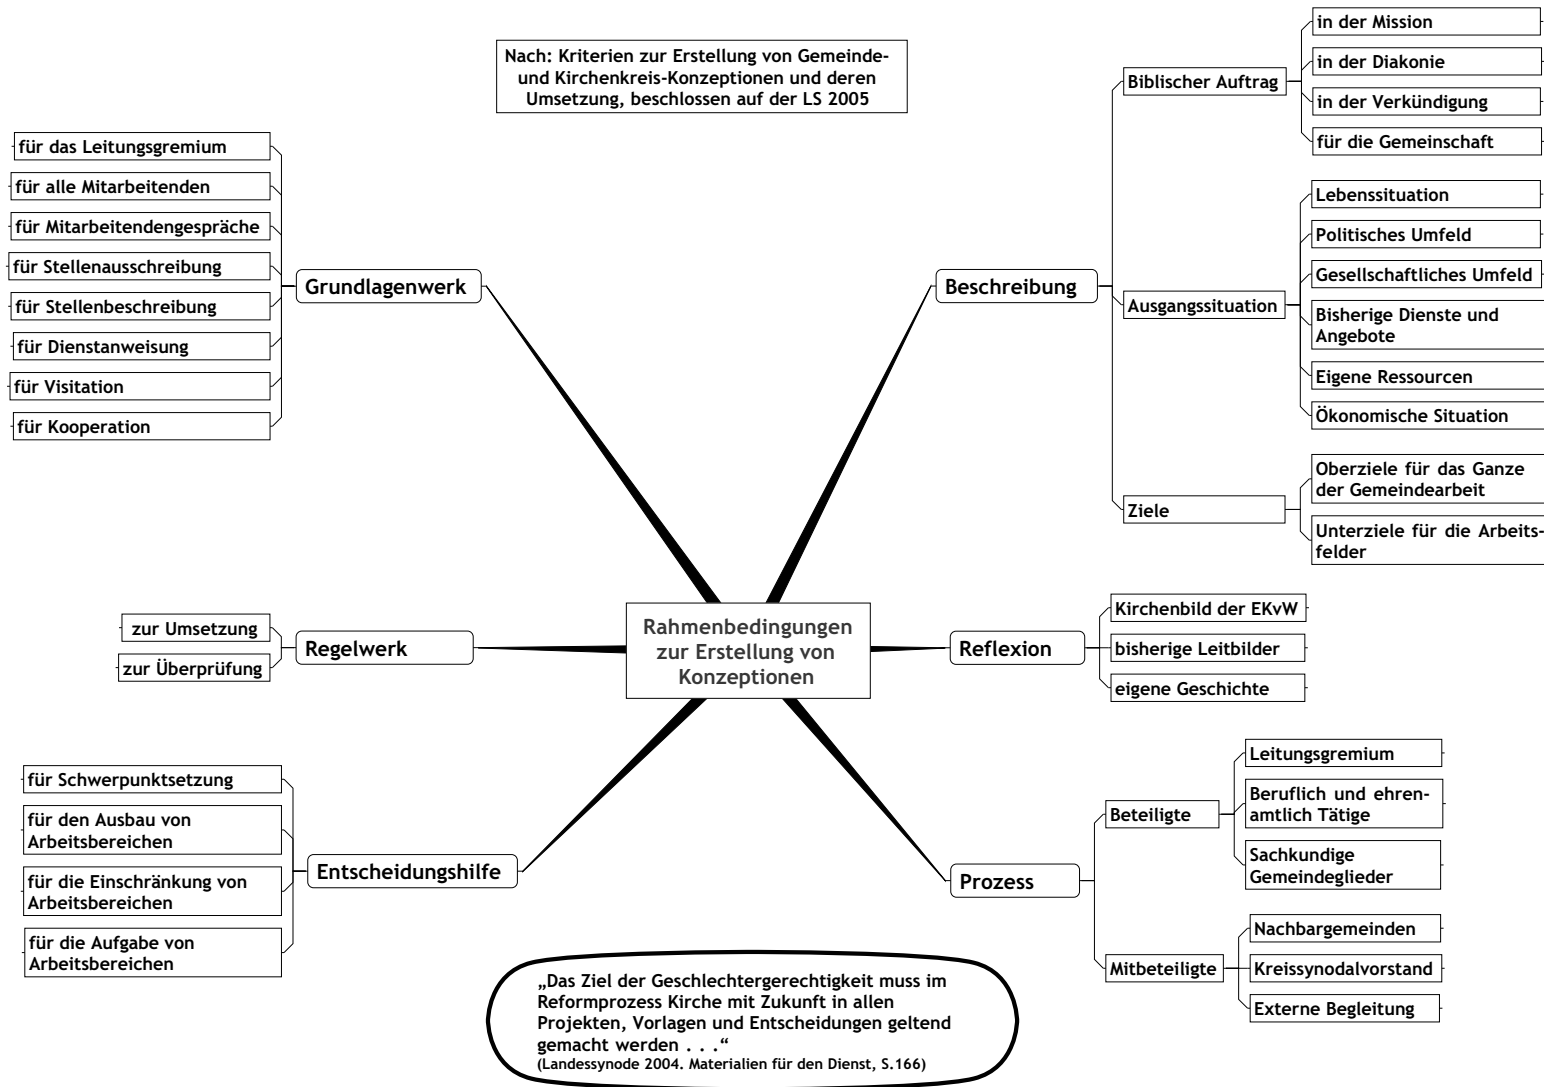 Nach: Kriterien zur Erstellung von Gemeinde-
und Kirchenkreis-Konzeptionen und deren
Umsetzung, beschlossen auf der LS 2005
Rahmenbedingungen
zur Erstellung von
Konzeptionen
Grundlagenwerk
für das Leitungsgremium
für alle Mitarbeitenden
für Mitarbeitendengespräche
für Stellenausschreibung
für Stellenbeschreibung
für Dienstanweisung
für Visitation
für Kooperation
Regelwerk
zur Umsetzung
zur Überprüfung
Entscheidungshilfe
für Schwerpunktsetzung
für den Ausbau von
Arbeitsbereichen
für die Einschränkung von
Arbeitsbereichen
für die Aufgabe von
Arbeitsbereichen
Beschreibung
Biblischer Auftrag
in der Mission
in der Diakonie
in der Verkündigung
für die Gemeinschaft
Ausgangssituation
Lebenssituation
Politisches Umfeld
Gesellschaftliches Umfeld
Bisherige Dienste und
Angebote
Eigene Ressourcen
Ökonomische Situation
Ziele
Oberziele für das Ganze
der Gemeindearbeit
Unterziele für die Arbeits-
felder
Reflexion
Kirchenbild der EKvW
bisherige Leitbilder
eigene Geschichte
Prozess
Beteiligte
Leitungsgremium
Beruflich und ehren-
amtlich Tätige
Sachkundige
Gemeindeglieder
Mitbeteiligte
Nachbargemeinden
Kreissynodalvorstand
Externe Begleitung
„Das Ziel der Geschlechtergerechtigkeit muss im
Reformprozess Kirche mit Zukunft in allen
Projekten, Vorlagen und Entscheidungen geltend
gemacht werden . . .“
(Landessynode 2004. Materialien für den Dienst, S.166)